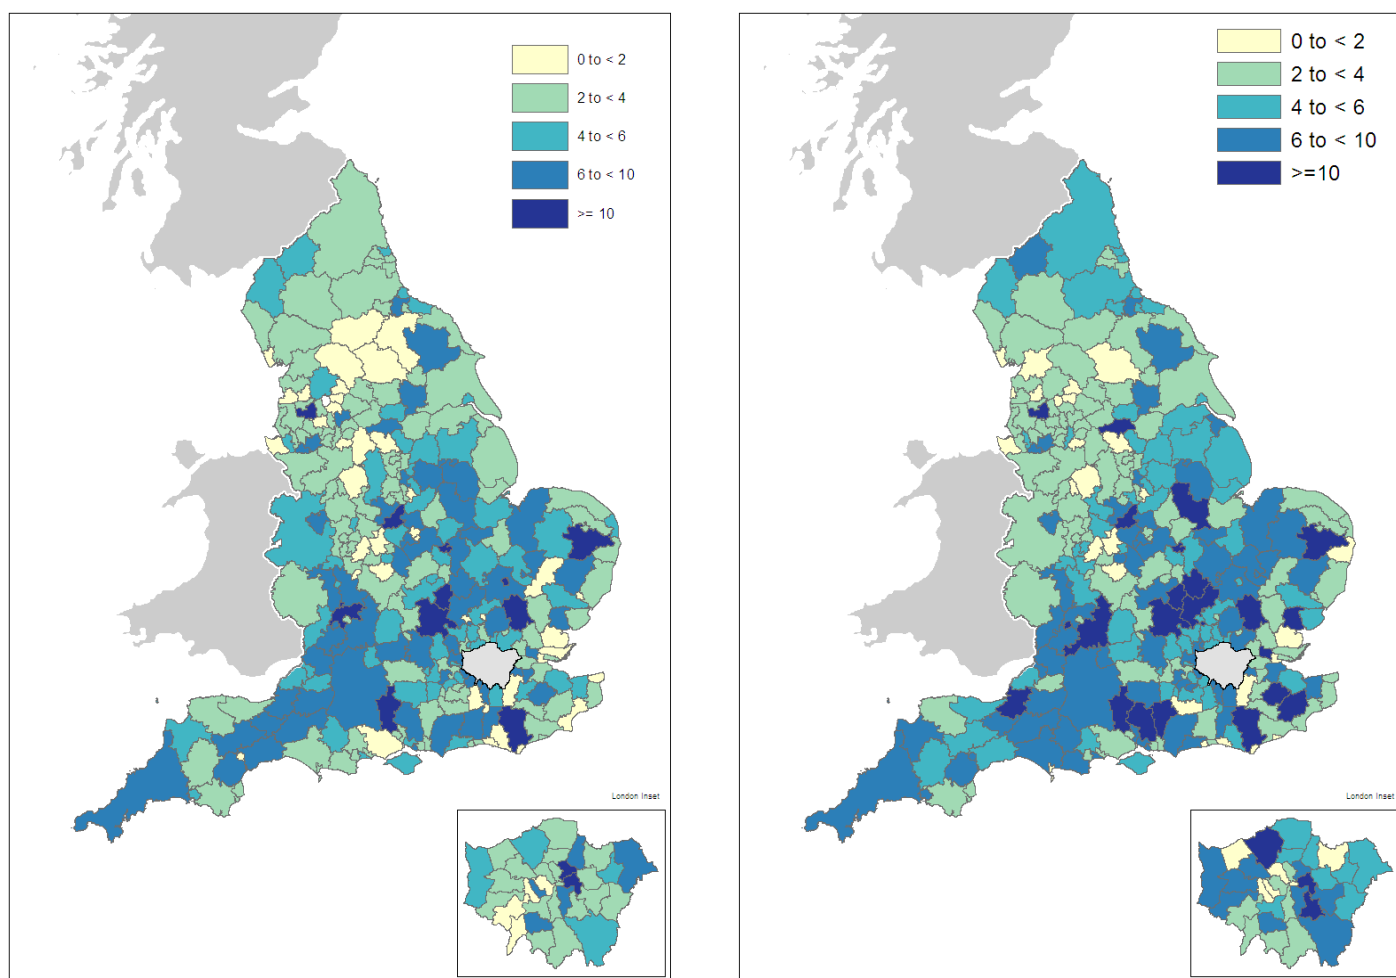 0 to < 2
2 to < 4
4 to < 6
6 to < 10
>= 10
London Inset
0 to < 2
2 to < 4
4 to < 6
6 to < 10
>=10
London Inset